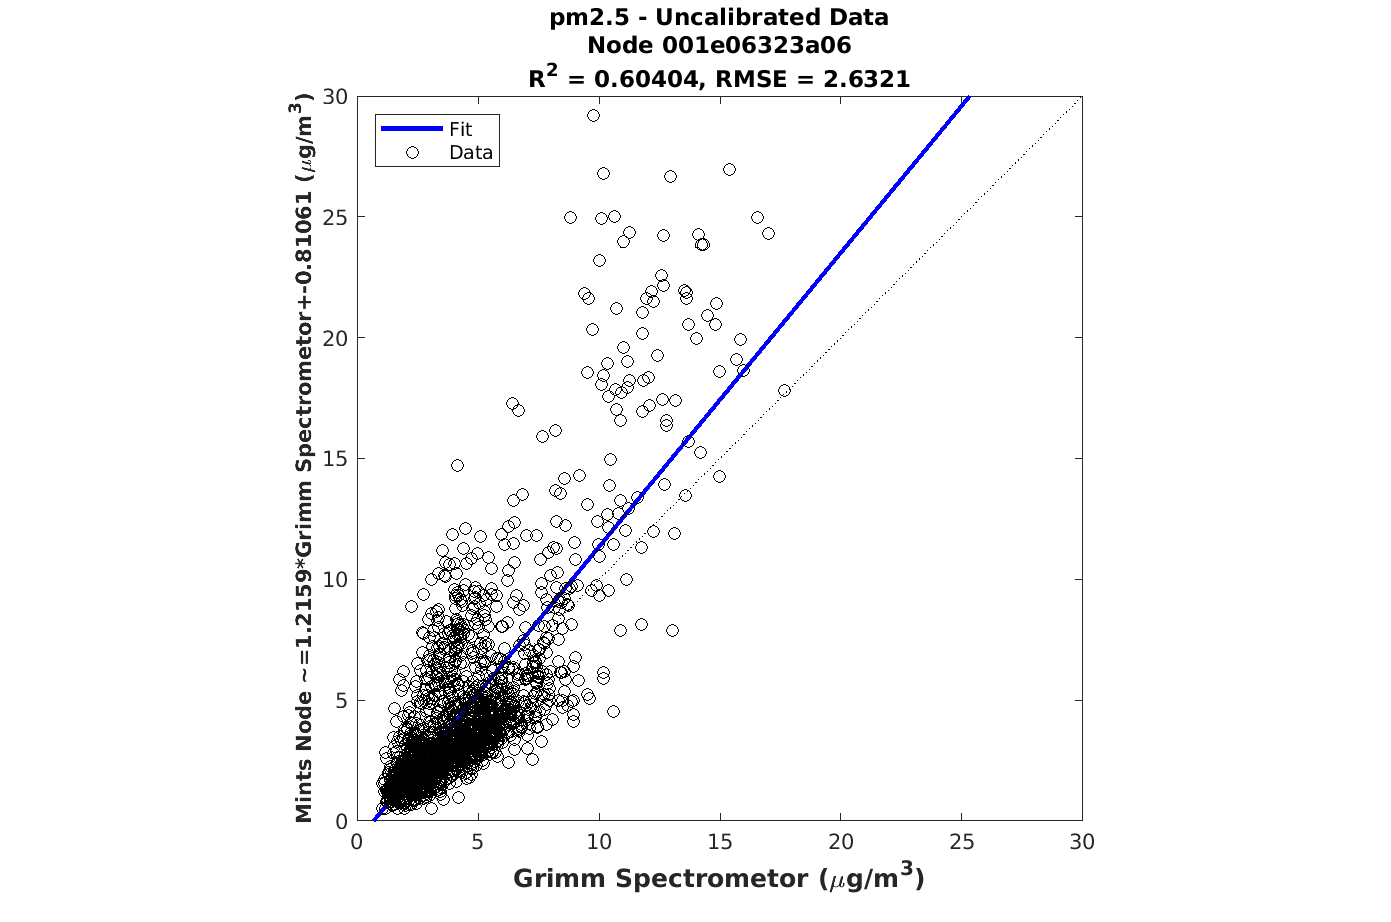 pm2.5 - Uncalibrated Data
Node 001e06323a06
R² = 0.60404, RMSE = 2.6321
Mints Node ~=1.2159*Grimm Spectrometor+-0.81061 (μg/m³)
Fit
Data
30
25
20
15
10
5
0
0 5 10 15 20 25 30
Grimm Spectrometor (μg/m³)